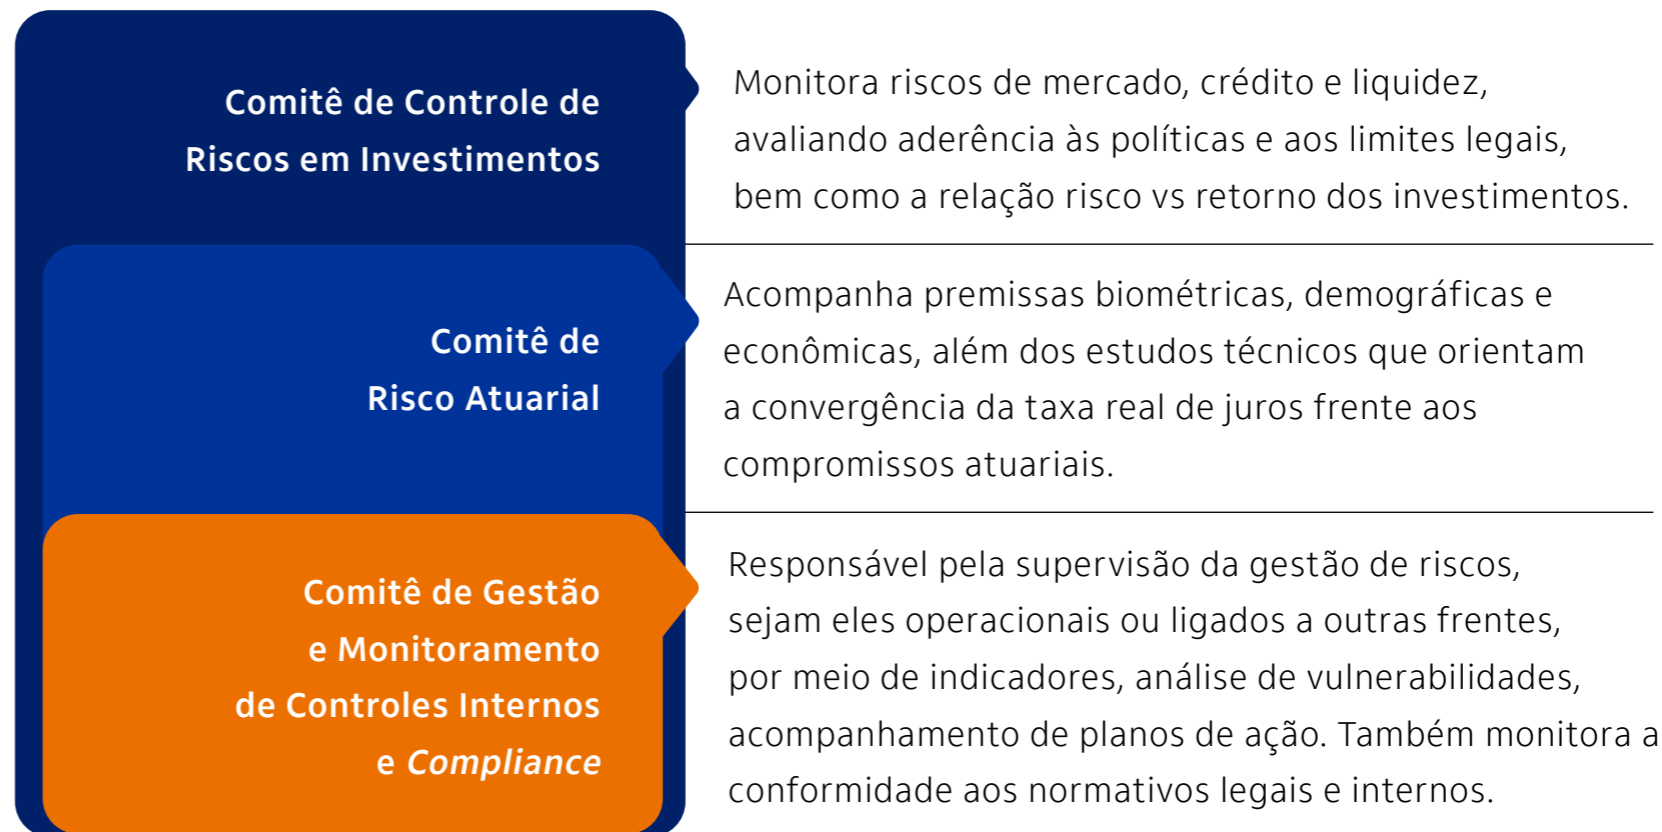 Comitê de Controle de
Riscos em Investimentos
Monitora riscos de mercado, crédito e liquidez,
avaliando aderência às políticas e aos limites legais,
bem como a relação risco vs retorno dos investimentos.
Comitê de
Risco Atuarial
Acompanha premissas biométricas, demográficas e
econômicas, além dos estudos técnicos que orientam
a convergência da taxa real de juros frente aos
compromissos atuariais.
Comitê de Gestão
e Monitoramento
de Controles Internos
e Compliance
Responsável pela supervisão da gestão de riscos,
sejam eles operacionais ou ligados a outras frentes,
por meio de indicadores, análise de vulnerabilidades,
acompanhamento de planos de ação. Também monitora a
conformidade aos normativos legais e internos.